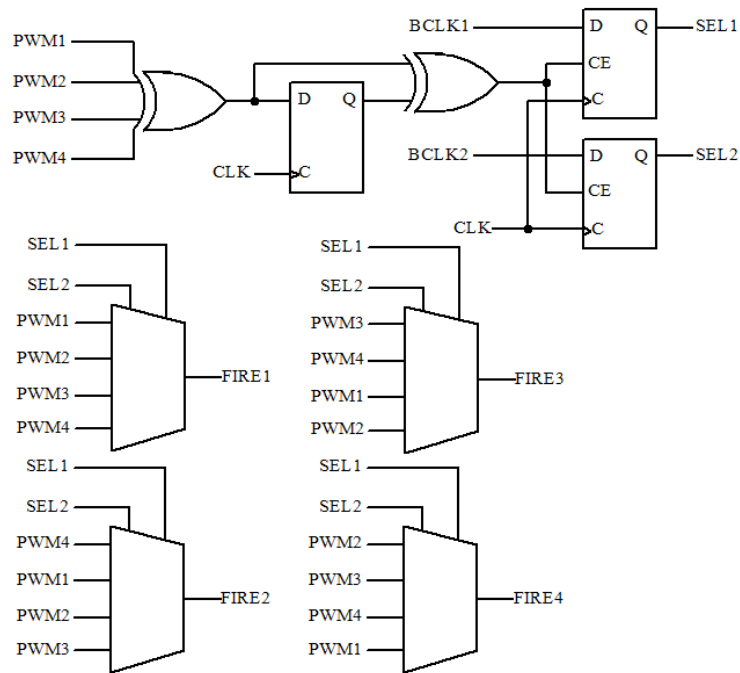 BCLK1 D Q SEL1
PWM1
CE
PWM2
D Q
PWM3
C
PWM4
CLK C
BCLK2 D Q SEL2
CE
CLK C
SEL1 SEL1
SEL2 SEL2
PWM1 PWM3
PWM2 PWM4
FIRE1 FIRE3
PWM3 PWM1
PWM4 PWM2
SEL1 SEL1
SEL2 SEL2
PWM4 PWM2
PWM1 PWM3
FIRE2 FIRE4
PWM2 PWM4
PWM3 PWM1